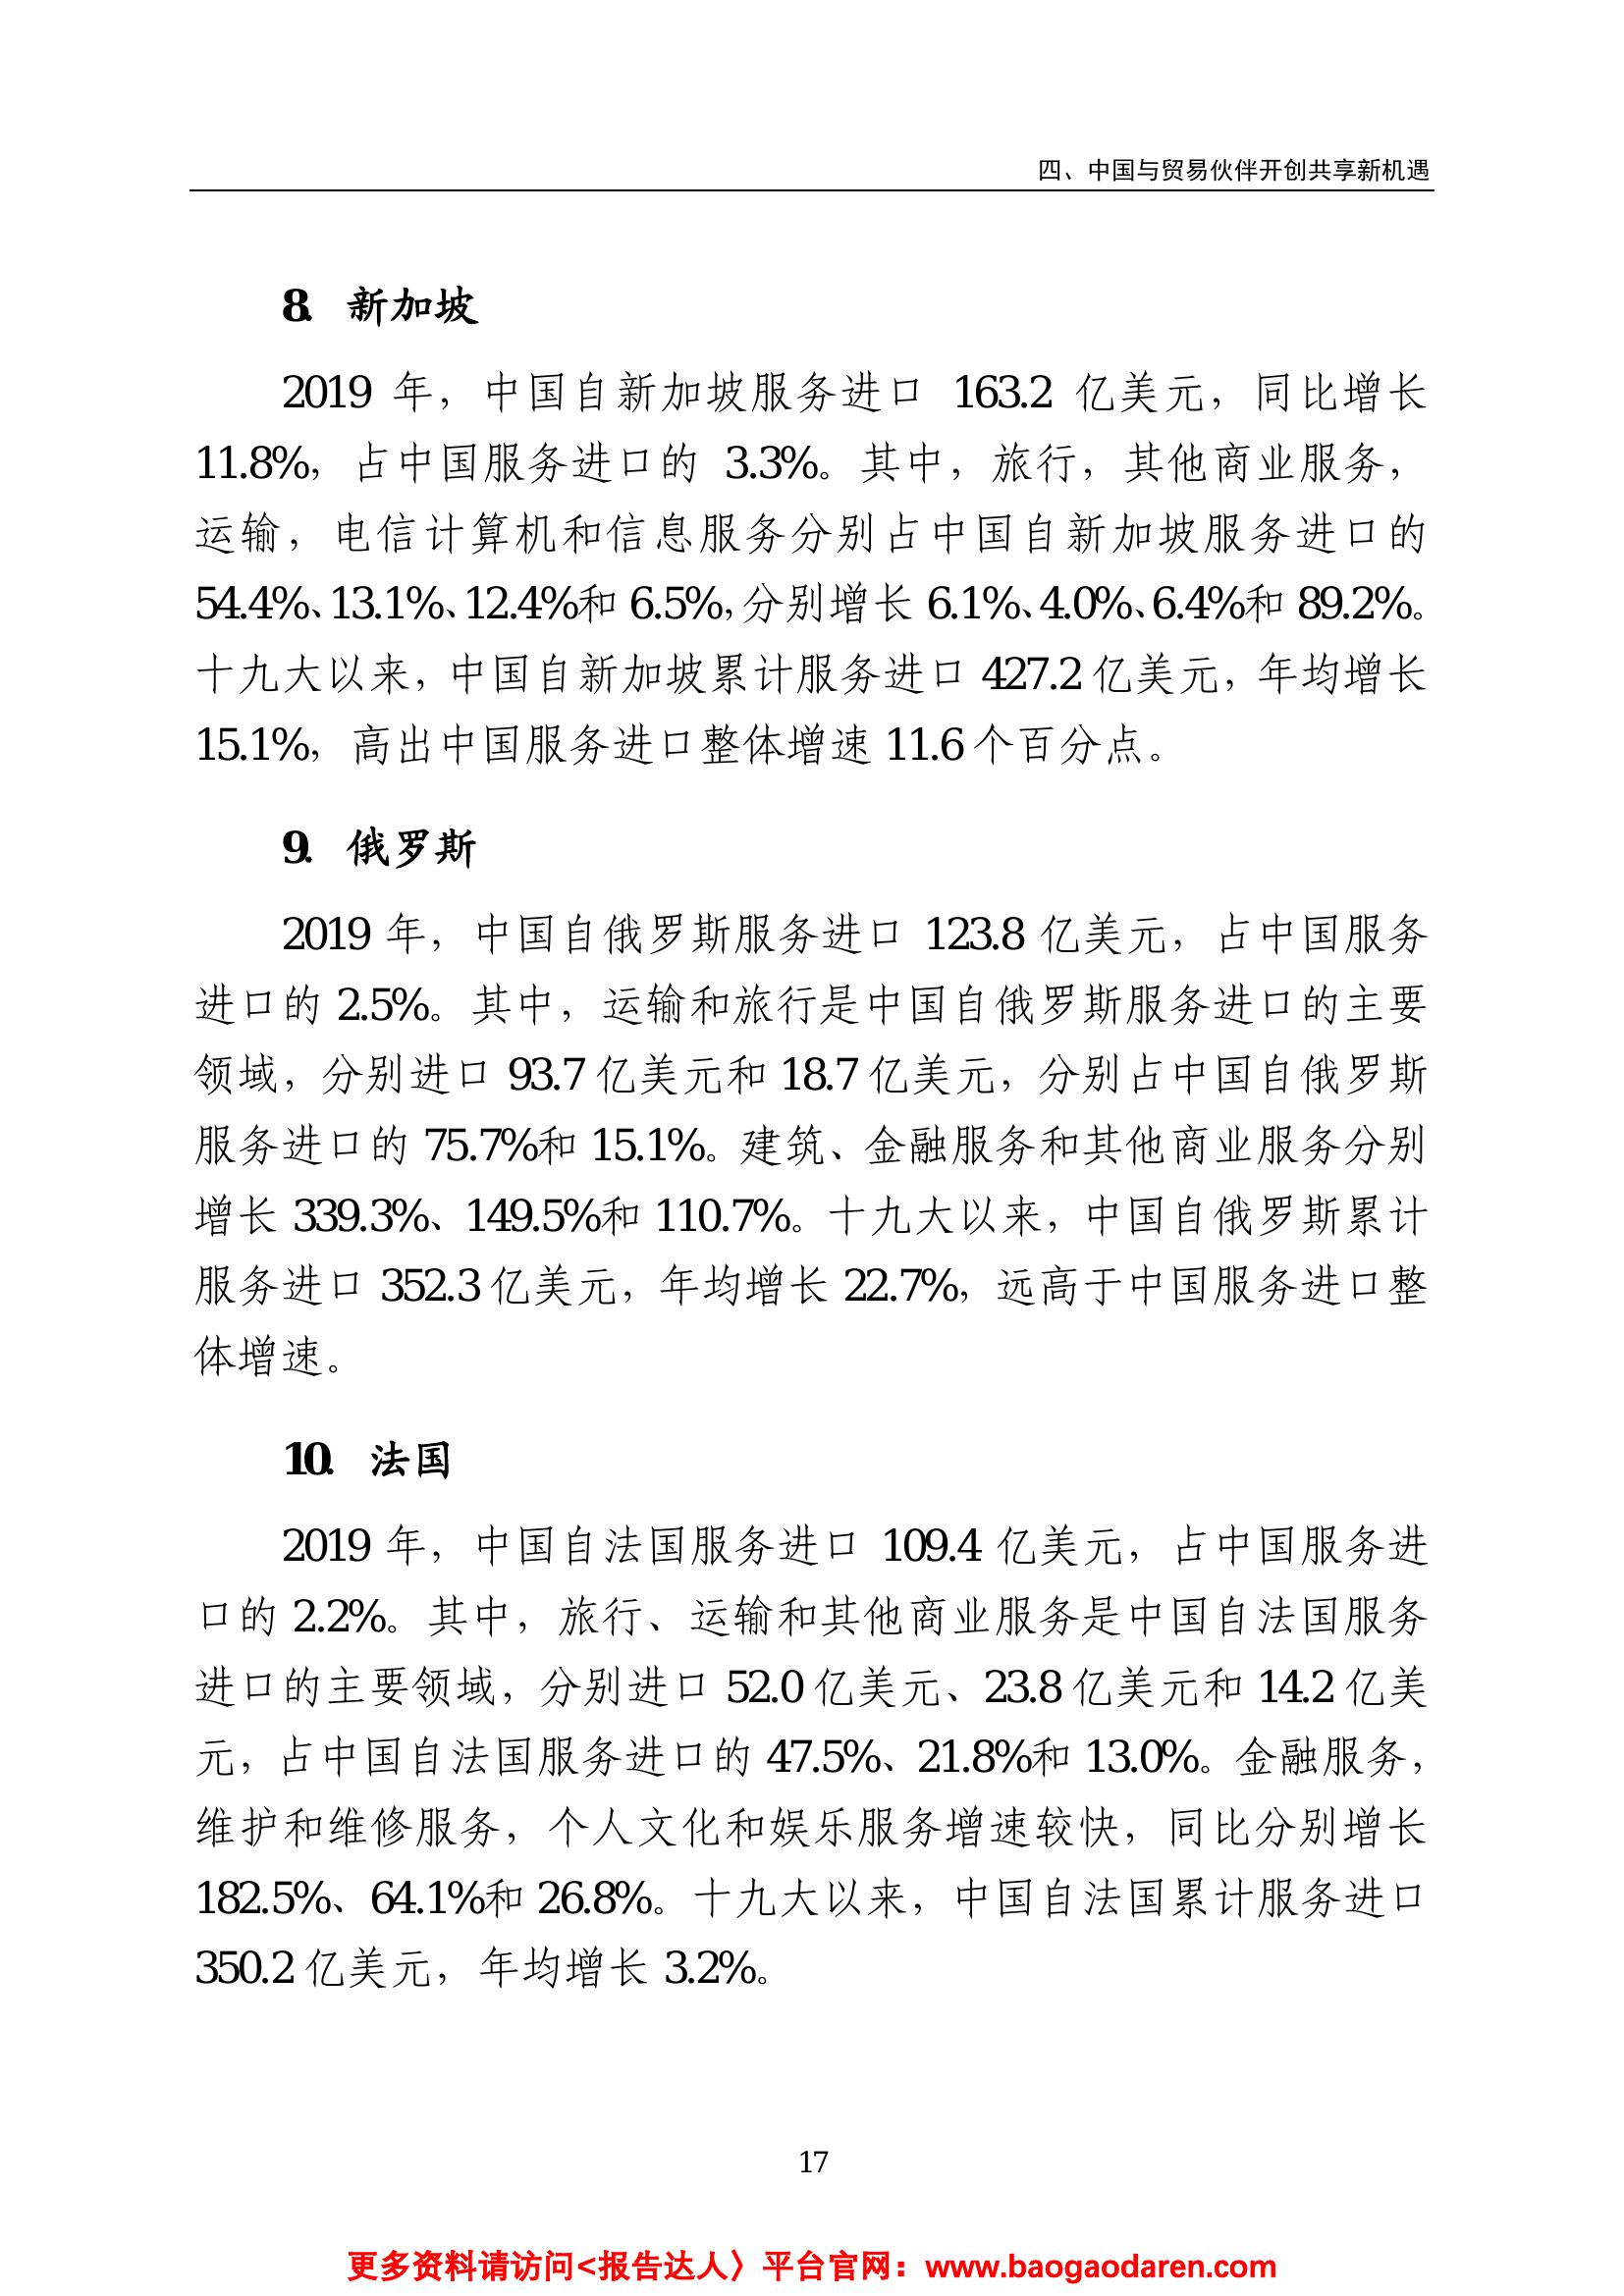 四、中国与贸易伙伴开创共享新机遇
8. 新加坡
2019 年，中国自新加坡服务进口 163.2 亿美元，同比增长
11.8%，占中国服务进口的 3.3%。其中，旅行，其他商业服务，
运输，电信计算机和信息服务分别占中国自新加坡服务进口的
54.4%、13.1%、12.4%和 6.5%，分别增长 6.1%、4.0%、6.4%和 89.2%。
十九大以来，中国自新加坡累计服务进口 427.2 亿美元，年均增长
15.1%，高出中国服务进口整体增速 11.6 个百分点。
9. 俄罗斯
2019 年，中国自俄罗斯服务进口 123.8 亿美元，占中国服务
进口的 2.5%。其中，运输和旅行是中国自俄罗斯服务进口的主要
领域，分别进口 93.7 亿美元和 18.7 亿美元，分别占中国自俄罗斯
服务进口的 75.7%和 15.1%。建筑、金融服务和其他商业服务分别
增长 339.3%、149.5%和 110.7%。十九大以来，中国自俄罗斯累计
服务进口 352.3 亿美元，年均增长 22.7%，远高于中国服务进口整
体增速。
10. 法国
2019 年，中国自法国服务进口 109.4 亿美元，占中国服务进
口的 2.2%。其中，旅行、运输和其他商业服务是中国自法国服务
进口的主要领域，分别进口 52.0 亿美元、23.8 亿美元和 14.2 亿美
元，占中国自法国服务进口的 47.5%、21.8%和 13.0%。金融服务，
维护和维修服务，个人文化和娱乐服务增速较快，同比分别增长
182.5%、64.1%和 26.8%。十九大以来，中国自法国累计服务进口
350.2 亿美元，年均增长 3.2%。
17
更多资料请访问<报告达人〉平台官网：www.baogaodaren.com